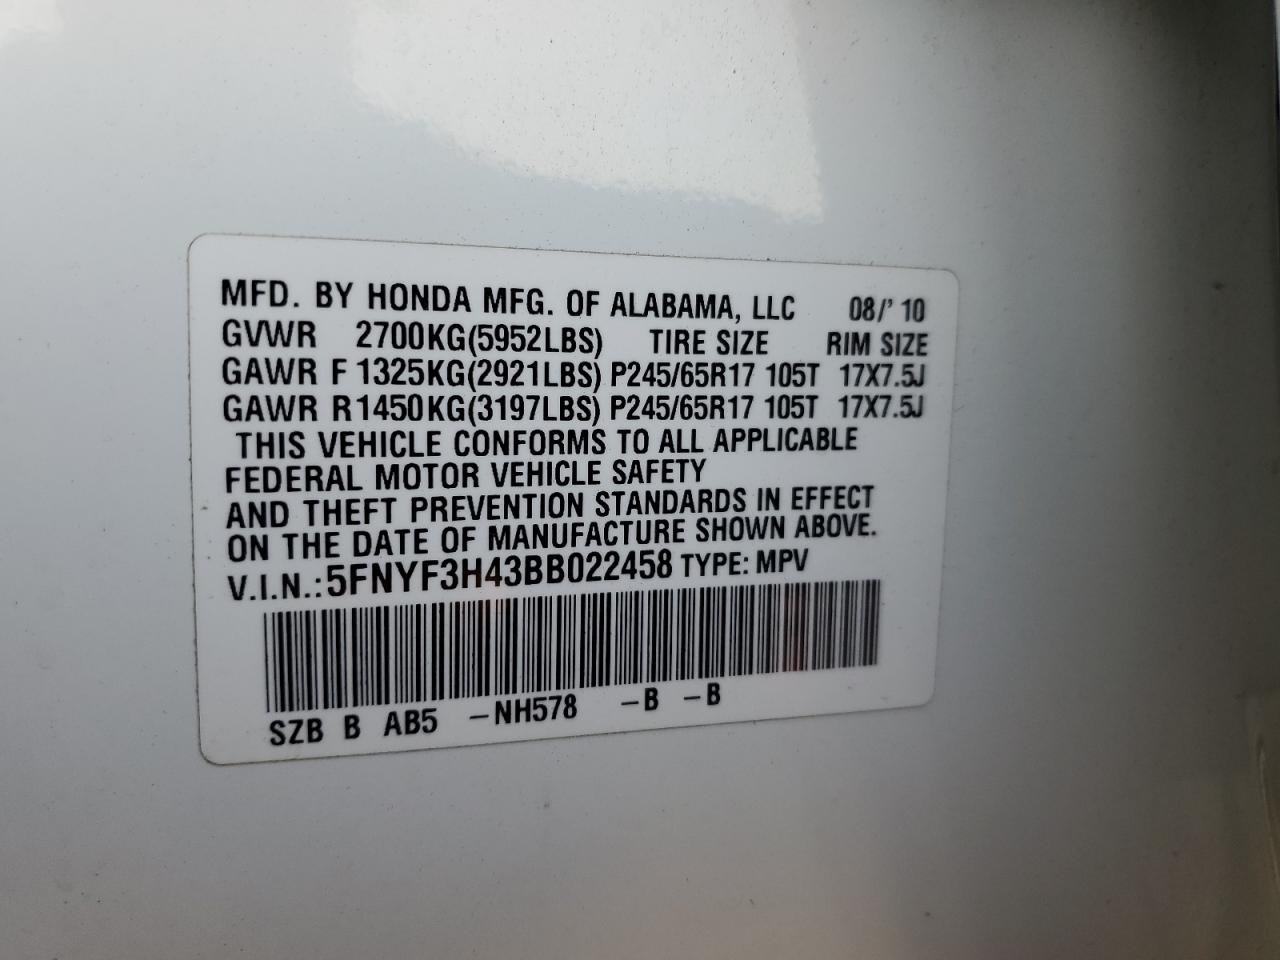 MFD. BY HONDA MFG. OF ALABAMA, LLC 08/' 10
GVWR 2700KG(5952LBS) TIRE SIZE RIM SIZE
GAWR F 1325KG(2921LBS) P245/65R17 105T 17X7.5J
GAWR R1450KG(3197LBS) P245/65R17 105T 17X7.5J
THIS VEHICLE CONFORMS TO ALL APPLICABLE
FEDERAL MOTOR VEHICLE SAFETY
AND THEFT PREVENTION STANDARDS IN EFFECT
ON THE DATE OF MANUFACTURE SHOWN ABOVE.
V.I.N.: 5FNYF3H43BB022458 TYPE: MPV
SZB B AB5 -NH578 -B -B